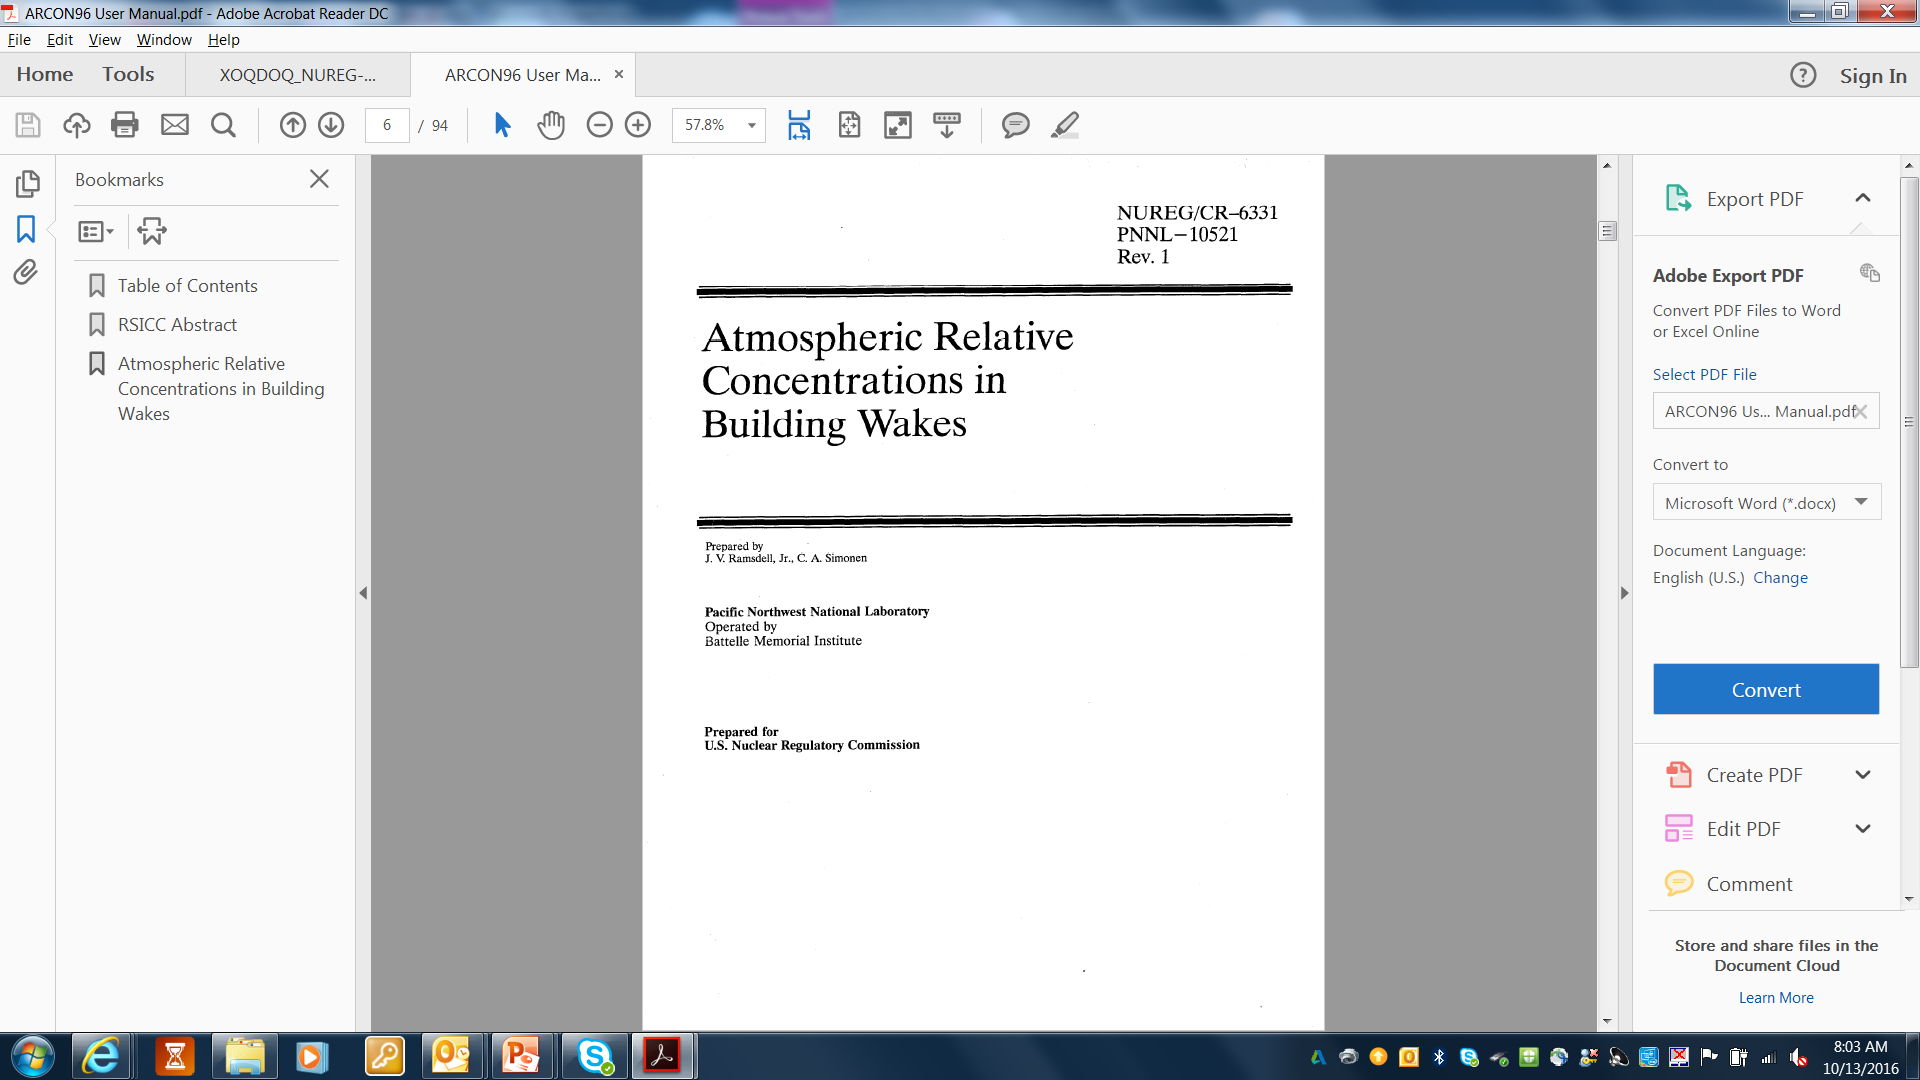 ARCON96 User Manual.pdf - Adobe Acrobat Reader DC
File Edit View Window Help
Home Tools XOQDOQ_NUREG-... ARCON96 User Ma... Sign In
6 / 94 57.8%
Bookmarks
Table of Contents
RSICC Abstract
Atmospheric Relative
Concentrations in Building
Wakes
NUREG/CR–6331
PNNL–10521
Rev. 1
Atmospheric Relative
Concentrations in
Building Wakes
Prepared by
J. V. Ramsdell, Jr., C. A. Simonen
Pacific Northwest National Laboratory
Operated by
Battelle Memorial Institute
Prepared for
U.S. Nuclear Regulatory Commission
Export PDF
Adobe Export PDF
Convert PDF Files to Word
or Excel Online
Select PDF File
ARCON96 Us... Manual.pdf
Convert to
Microsoft Word (*.docx)
Document Language:
English (U.S.) Change
Convert
Create PDF
Edit PDF
Comment
Store and share files in the
Document Cloud
Learn More
8:03 AM
10/13/2016